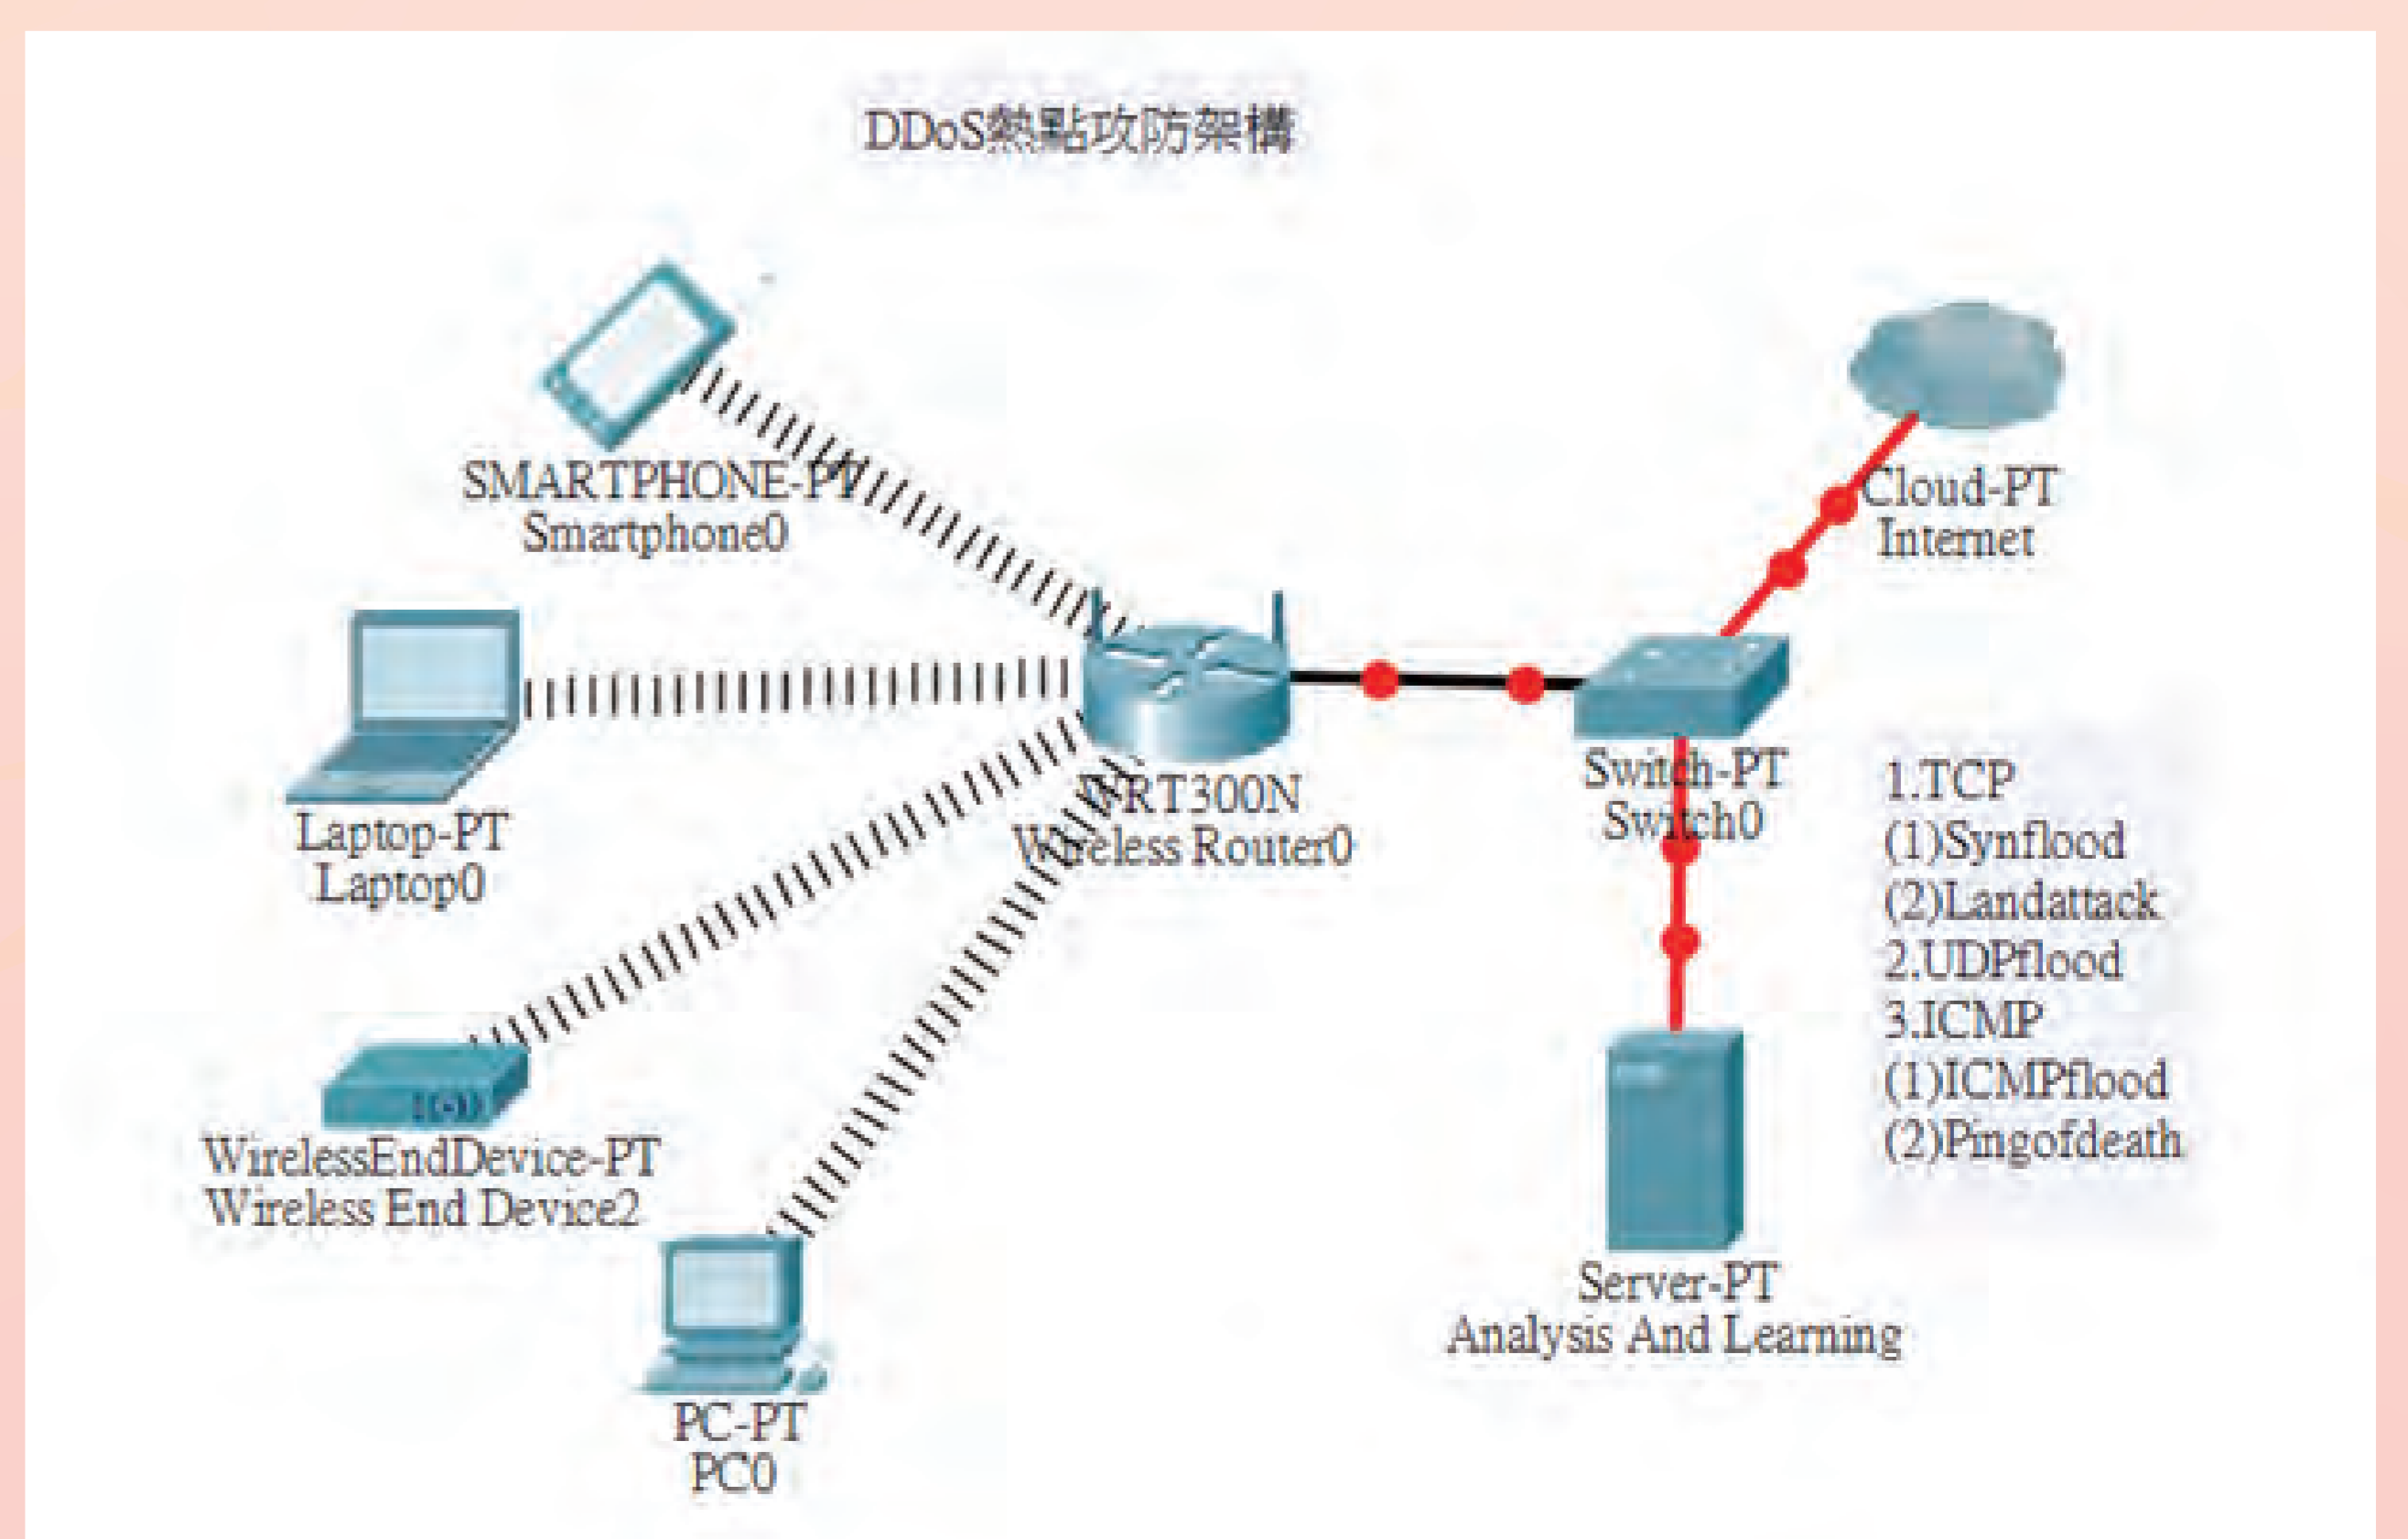 DDoS熱點攻防架構
SMARTPHONE-PT
Smartphone0
Cloud-PT
Internet
Laptop-PT
Laptop0
WRT300N
Wireless Router0
Switch-PT
Switch0
1.TCP
(1)Synflood
(2)Landattack
2.UDPflood
3.ICMP
(1)ICMPflood
(2)Pingofdeath
WirelessEndDevice-PT
Wireless End Device2
Server-PT
Analysis And Learning
PC-PT
PC0